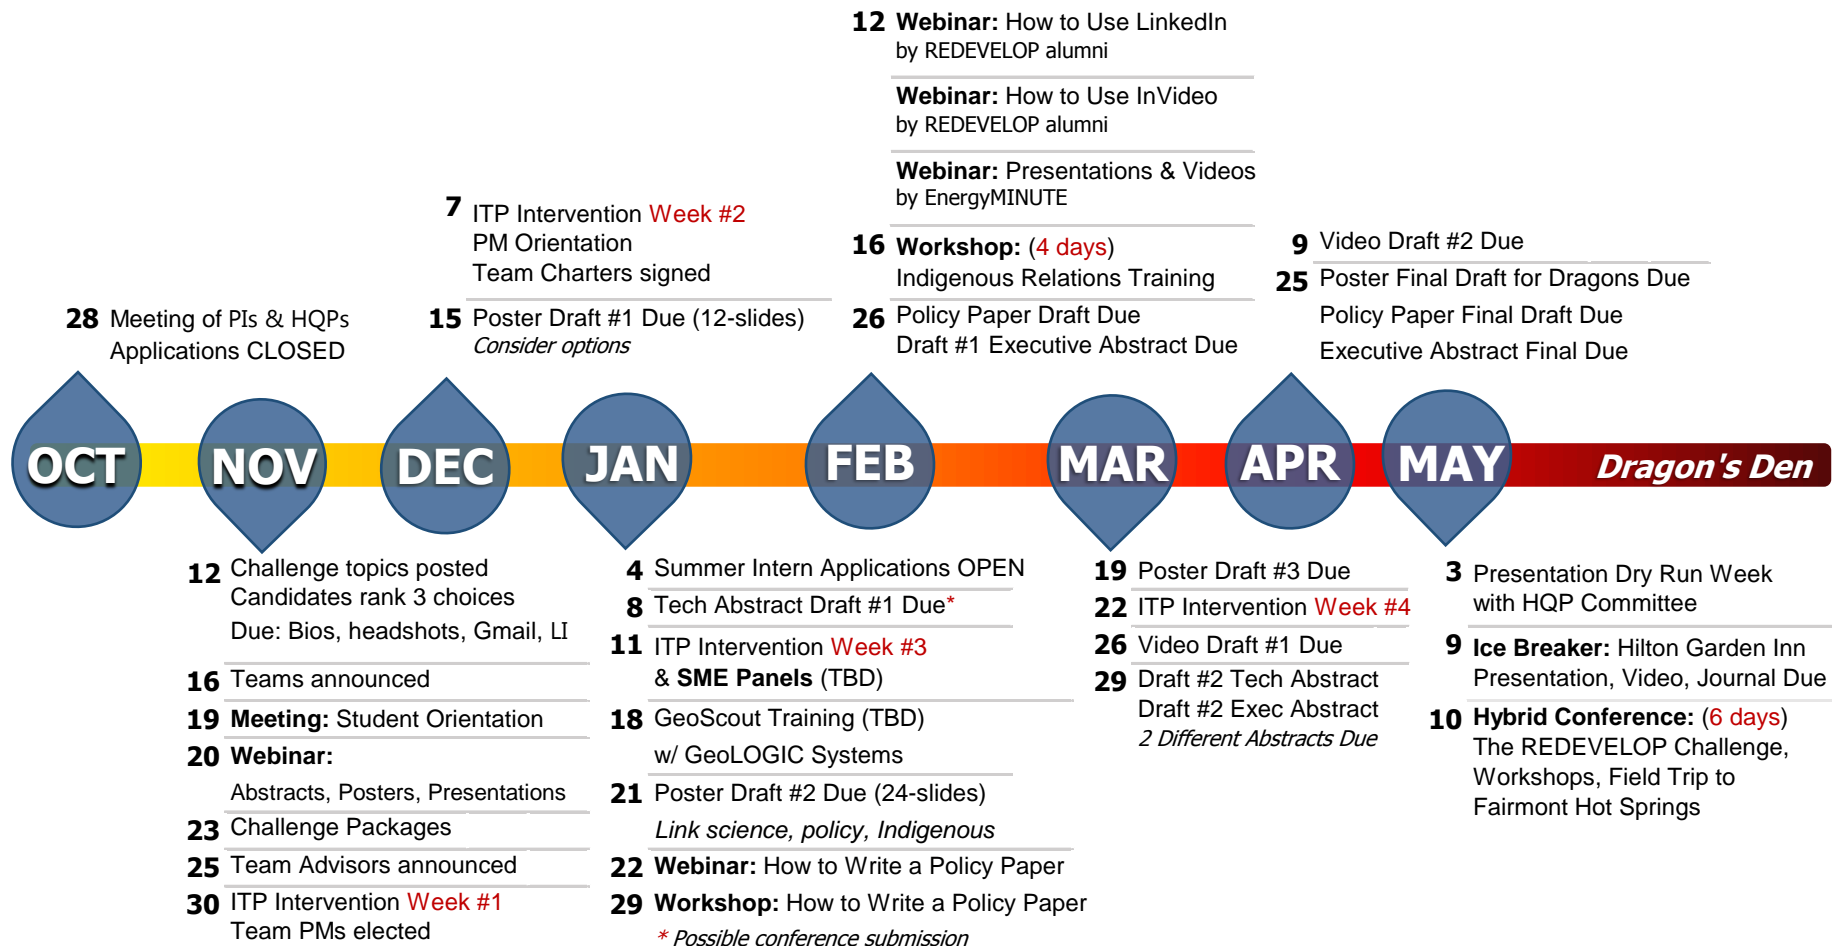 12 Webinar: How to Use LinkedIn
by REDEVELOP alumni
Webinar: How to Use InVideo
by REDEVELOP alumni
Webinar: Presentations & Videos
by EnergyMINUTE
16 Workshop: (4 days)
Indigenous Relations Training
26 Policy Paper Draft Due
Draft #1 Executive Abstract Due
7 ITP Intervention Week #2
PM Orientation
Team Charters signed
15 Poster Draft #1 Due (12-slides)
Consider options
28 Meeting of PIs & HQPs
Applications CLOSED
9 Video Draft #2 Due
25 Poster Final Draft for Dragons Due
Policy Paper Final Draft Due
Executive Abstract Final Due
OCT NOV DEC JAN FEB MAR APR MAY Dragon's Den
12 Challenge topics posted
Candidates rank 3 choices
Due: Bios, headshots, Gmail, LI
16 Teams announced
19 Meeting: Student Orientation
20 Webinar:
Abstracts, Posters, Presentations
23 Challenge Packages
25 Team Advisors announced
30 ITP Intervention Week #1
Team PMs elected
4 Summer Intern Applications OPEN
8 Tech Abstract Draft #1 Due*
11 ITP Intervention Week #3
& SME Panels (TBD)
18 GeoScout Training (TBD)
w/ GeoLOGIC Systems
21 Poster Draft #2 Due (24-slides)
Link science, policy, Indigenous
22 Webinar: How to Write a Policy Paper
29 Workshop: How to Write a Policy Paper
* Possible conference submission
19 Poster Draft #3 Due
22 ITP Intervention Week #4
26 Video Draft #1 Due
29 Draft #2 Tech Abstract
Draft #2 Exec Abstract
2 Different Abstracts Due
3 Presentation Dry Run Week
with HQP Committee
9 Ice Breaker: Hilton Garden Inn
Presentation, Video, Journal Due
10 Hybrid Conference: (6 days)
The REDEVELOP Challenge,
Workshops, Field Trip to
Fairmont Hot Springs